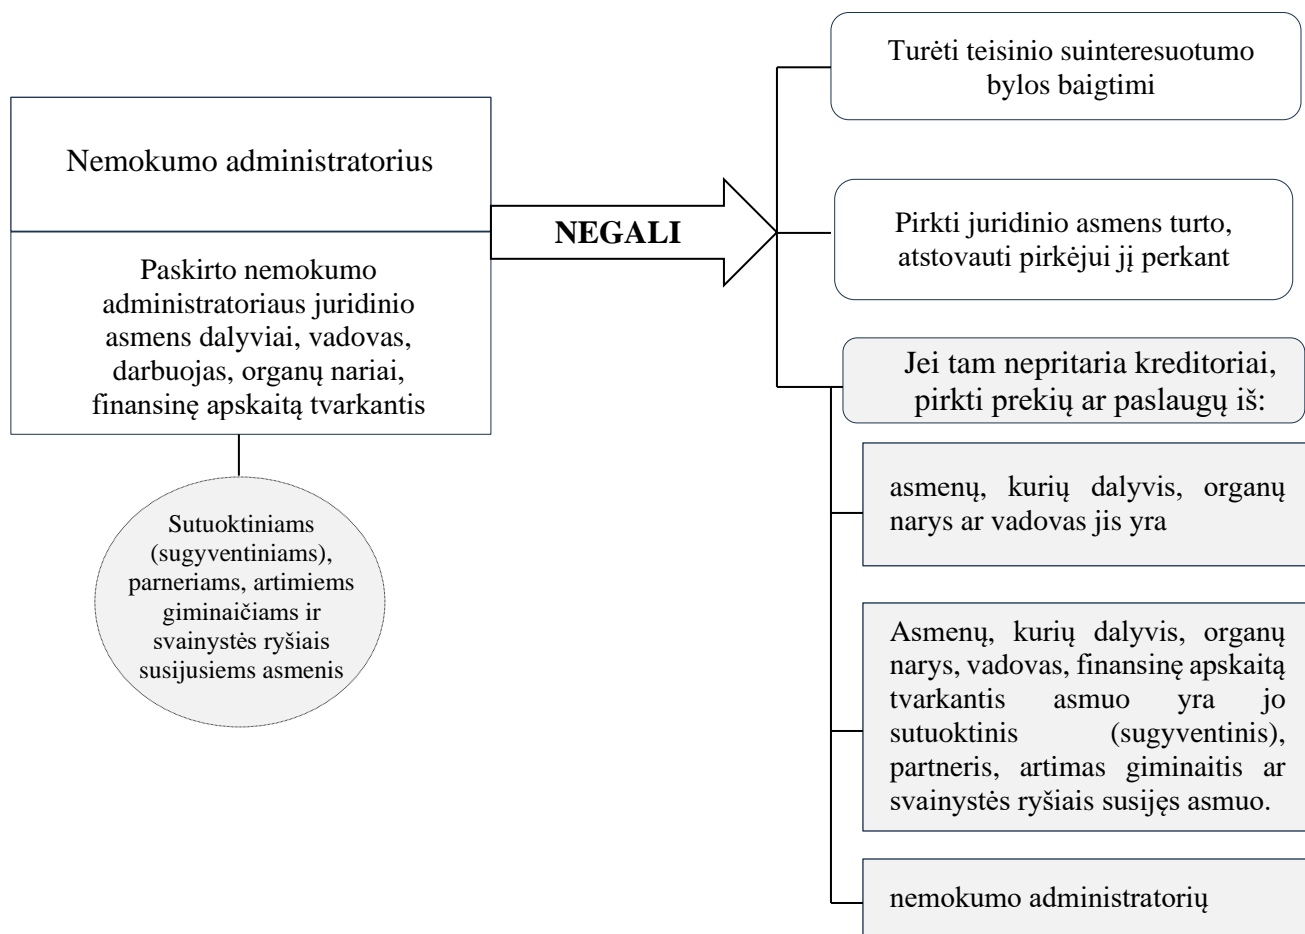 Nemokumo administratorius
Paskirto nemokumo
administratoriaus juridinio
asmens dalyviai, vadovas,
darbuojas, organų nariai,
finansinę apskaitą tvarkantis
Sutuoktiniams
(sugyventiniams),
parneriams, artimiems
giminaičiams ir
svainystės ryšiais
susijusiems asmenis
NEGALI
Turėti teisinio suinteresuotumo
bylos baigtimi
Pirkti juridinio asmens turto,
atstovauti pirkėjui jį perkant
Jei tam nepritaria kreditoriai,
pirkti prekių ar paslaugų iš:
asmenų, kurių dalyvis, organų
narys ar vadovas jis yra
Asmenų, kurių dalyvis, organų
narys, vadovas, finansinę apskaitą
tvarkantis asmuo yra jo
sutuoktinis (sugyventinis),
partneris, artimas giminaitis ar
svainystės ryšiais susijęs asmuo.
nemokumo administratorių